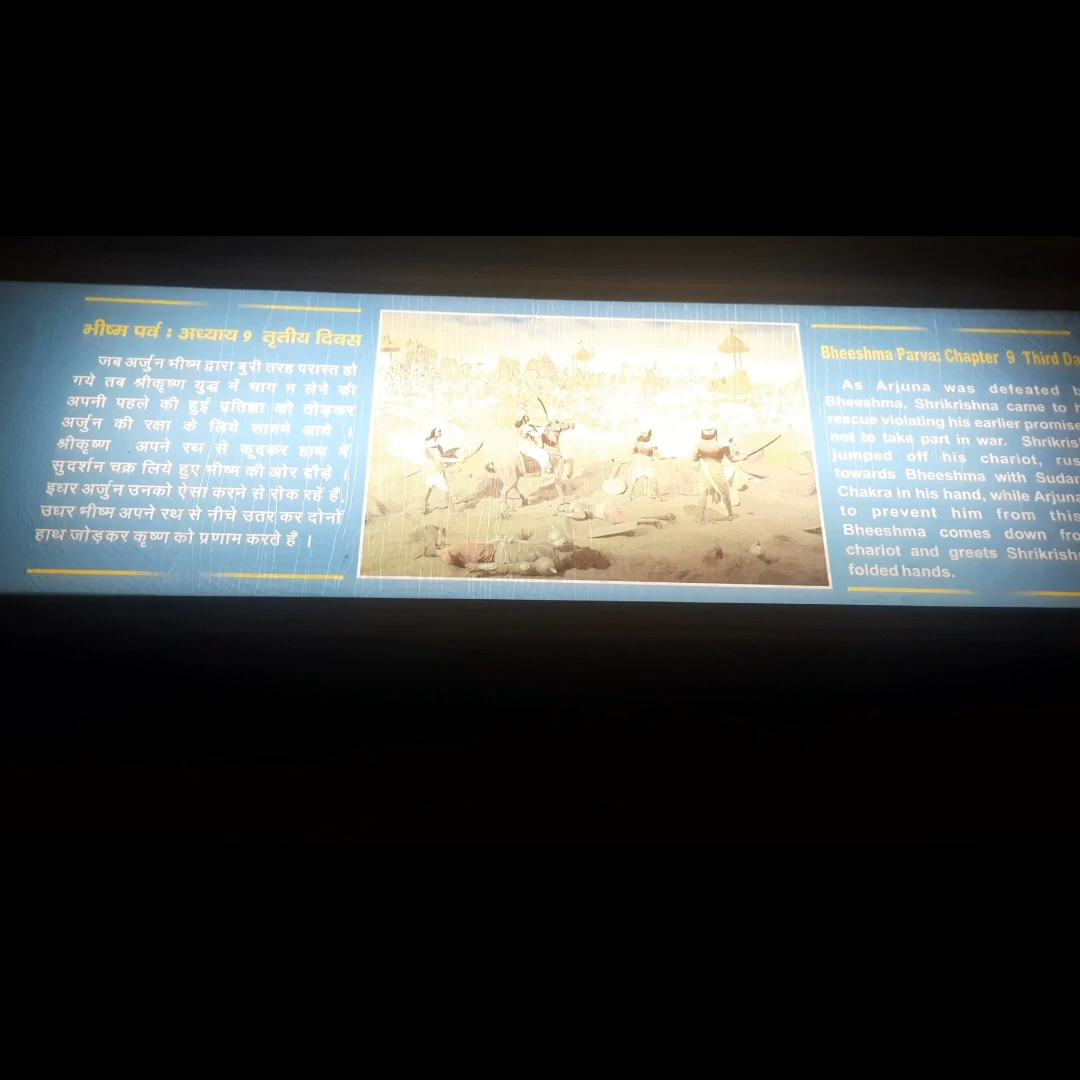 भीष्म पर्व : अध्याय 9 तृतीय दिवस
जब अर्जुन भीष्म द्वारा बुरी तरह परास्त हो
गये तब श्रीकृष्ण युद्ध में भाग न लेने की
अपनी पहले की हुई प्रतिज्ञा को तोड़कर
अर्जुन की रक्षा के लिये सामने आये ।
श्रीकृष्ण अपने रथ से कूदकर हाथ में
सुदर्शन चक्र लिये हुए भीष्म की ओर दौड़े ।
इधर अर्जुन उनको ऐसा करने से रोक रहें हैं,
उधर भीष्म अपने रथ से नीचे उतर कर दोनों
हाथ जोड़कर कृष्ण को प्रणाम करते हैं ।
Bheeshma Parva: Chapter 9 Third
As Arjuna was defeated
Bheeshma, Shrikrishna came to
rescue violating his earlier promise
not to take part in war.
jumped off his chariot,
towards Bheeshma with
Chakra in his hand, while Arjuna
to prevent him from this
Bheeshma comes down
chariot and greets
folded hands.